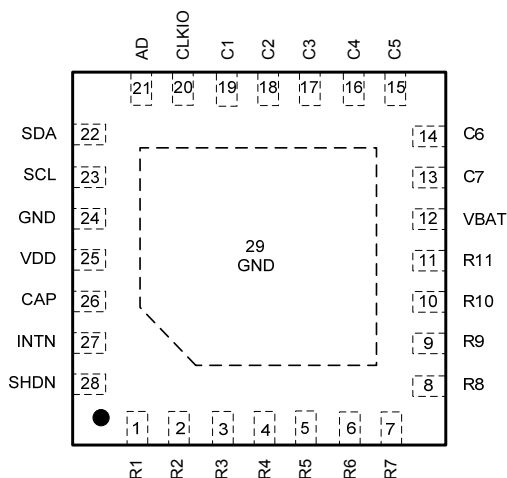 AD CLKIO C1 C2 C3 C4 C5
21 20 19 18 17 16 15
SDA 22 14 C6
SCL 23 13 C7
GND 24 12 VBAT
29
GND
VDD 25 11 R11
CAP 26 10 R10
INTN 27 9 R9
SHDN 28 8 R8
1 2 3 4 5 6 7
R1 R2 R3 R4 R5 R6 R7